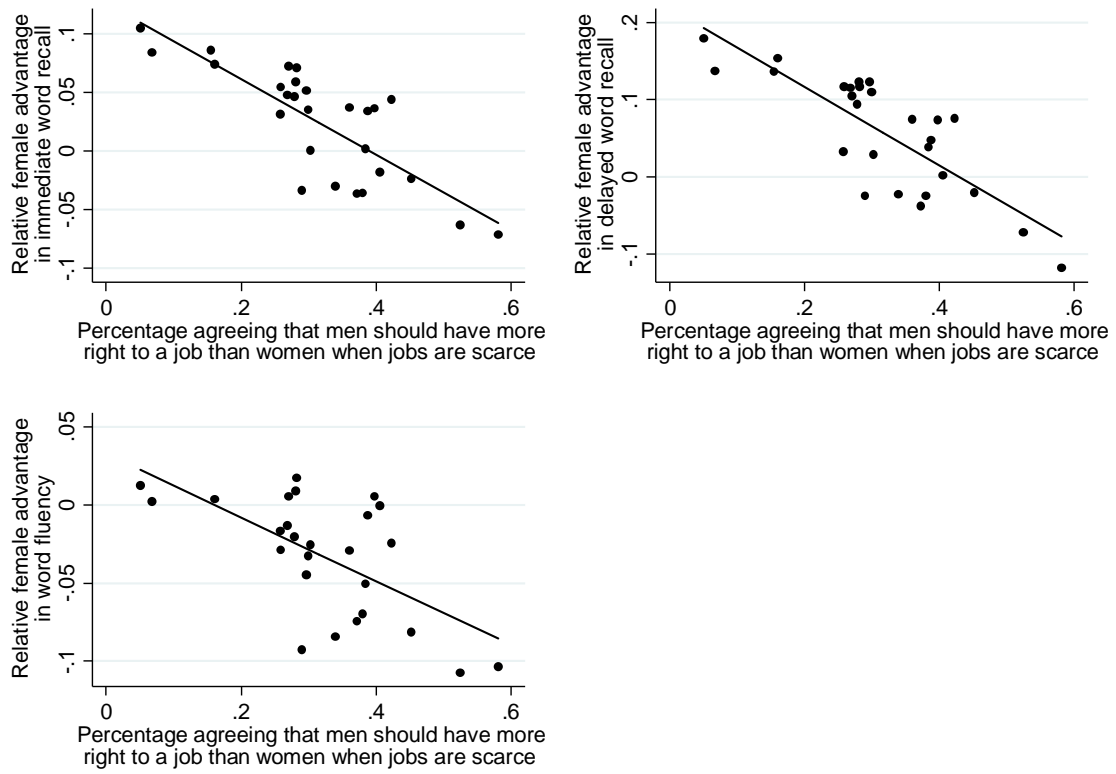 Relative female advantage
in immediate word recall
.1
.05
0
-.05
-.1
0 .2 .4 .6
Percentage agreeing that men should have more
right to a job than women when jobs are scarce
Relative female advantage
in delayed word recall
.2
0.1
0
-.1
0 .2 .4 .6
Percentage agreeing that men should have more
right to a job than women when jobs are scarce
Relative female advantage
in word fluency
.05
0
-.05
-.1
0 .2 .4 .6
Percentage agreeing that men should have more
right to a job than women when jobs are scarce